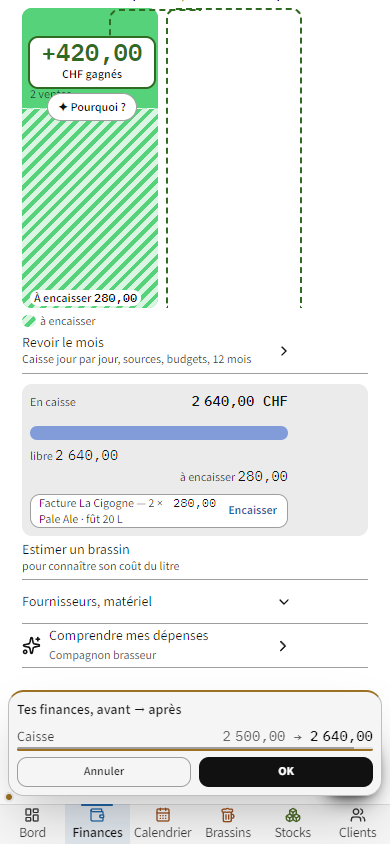 +420,00
CHF gagnés
2 ventes
✦ Pourquoi ?
À encaisser 280,00
à encaisser
Revoir le mois
Caisse jour par jour, sources, budgets, 12 mois
En caisse 2 640,00 CHF
libre 2 640,00
à encaisser 280,00
Facture La Cigogne — 2 × 280,00 Encaisser
Pale Ale · fût 20 L
Estimer un brassin
pour connaître son coût du litre
Fournisseurs, matériel
Comprendre mes dépenses
Compagnon brasseur
Tes finances, avant → après
Caisse 2 500,00 → 2 640,00
Annuler OK
Bord Finances Calendrier Brassins Stocks Clients